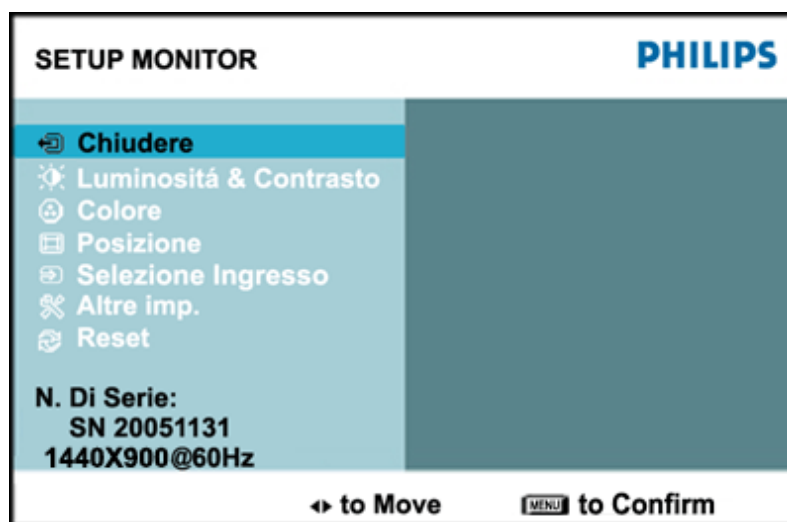 SETUP MONITOR
PHILIPS
Chiudere
Luminositá & Contrasto
Colore
Posizione
Selezione Ingresso
Altre imp.
Reset
N. Di Serie:
SN 20051131
1440X900@60Hz
to Move
MENU to Confirm